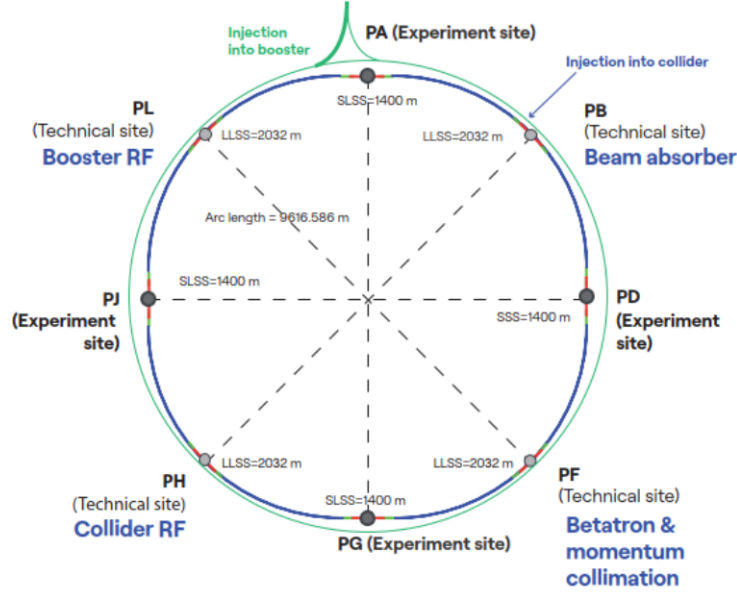 Injection
into booster
PA (Experiment site)
Injection into collider
SLSS=1400 m
PL
(Technical site)
Booster RF
LLSS=2032 m
LLSS=2032 m
PB
(Technical site)
Beam absorber
Arc length = 9616.586 m
SLSS=1400 m
PJ
(Experiment
site)
SSS=1400 m
PD
(Experiment
site)
LLSS=2032 m
LLSS=2032 m
PH
(Technical site)
Collider RF
SLSS=1400 m
PG (Experiment site)
PF
(Technical site)
Betatron &
momentum
collimation